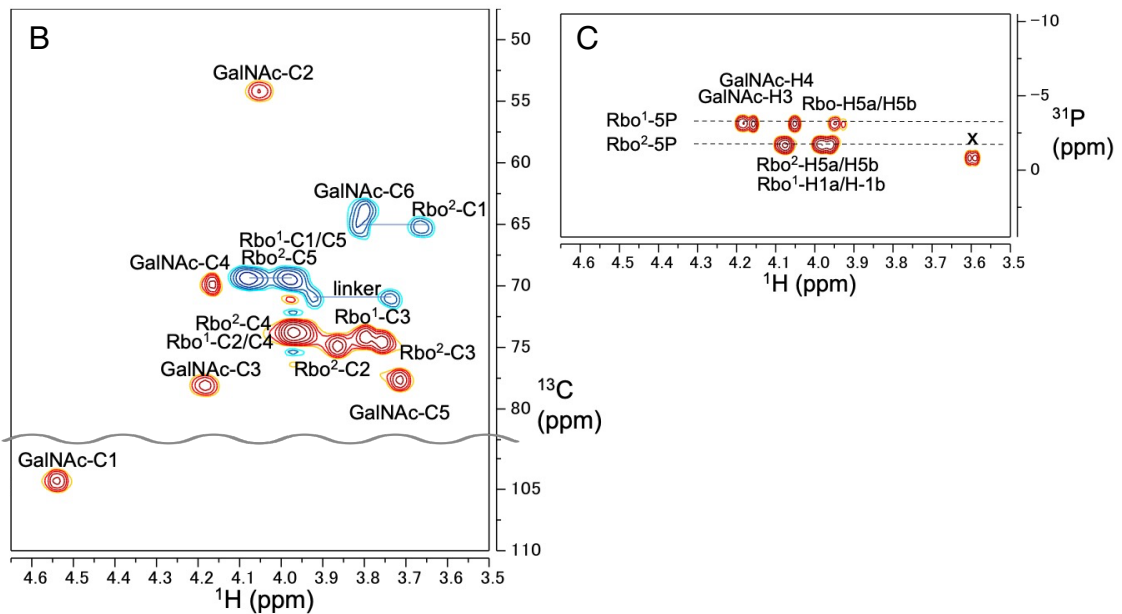 B
GalNAc-C2
GalNAc-C6
Rbo²-C1
Rbo¹-C1/C5
Rbo²-C5
GalNAc-C4
linker
Rbo¹-C3
Rbo²-C4
Rbo¹-C2/C4
Rbo²-C3
Rbo²-C2
GalNAc-C3
GalNAc-C5
GalNAc-C1
50
55
60
65
70
75
80
105
110
¹³C
(ppm)
4.6 4.5 4.4 4.3 4.2 4.1 4.0 3.9 3.8 3.7 3.6 3.5
¹H (ppm)
C
GalNAc-H4
GalNAc-H3
Rbo-H5a/H5b
Rbo¹-5P
Rbo²-5P
x
Rbo²-H5a/H5b
Rbo¹-H1a/H-1b
-10
-5
0
³¹P
(ppm)
4.6 4.5 4.4 4.3 4.2 4.1 4.0 3.9 3.8 3.7 3.6 3.5
¹H (ppm)